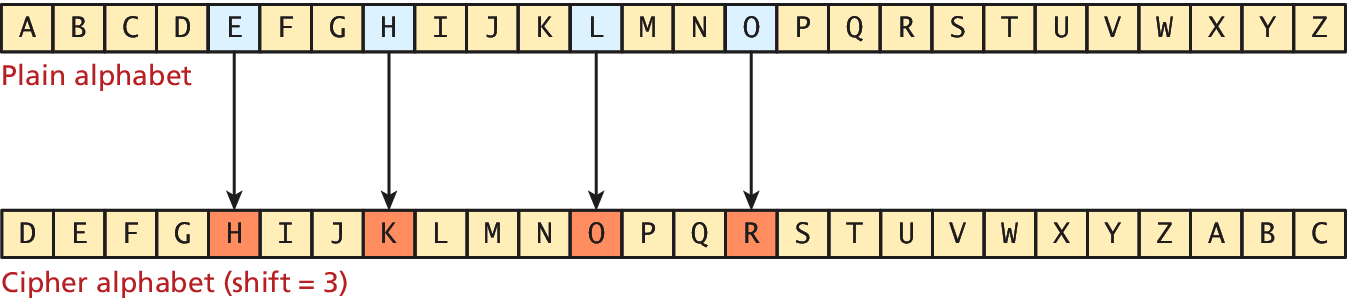 A B C D E F G H I J K L M N O P Q R S T U V W X Y Z
Plain alphabet
D E F G H I J K L M N O P Q R S T U V W X Y Z A B C
Cipher alphabet (shift = 3)